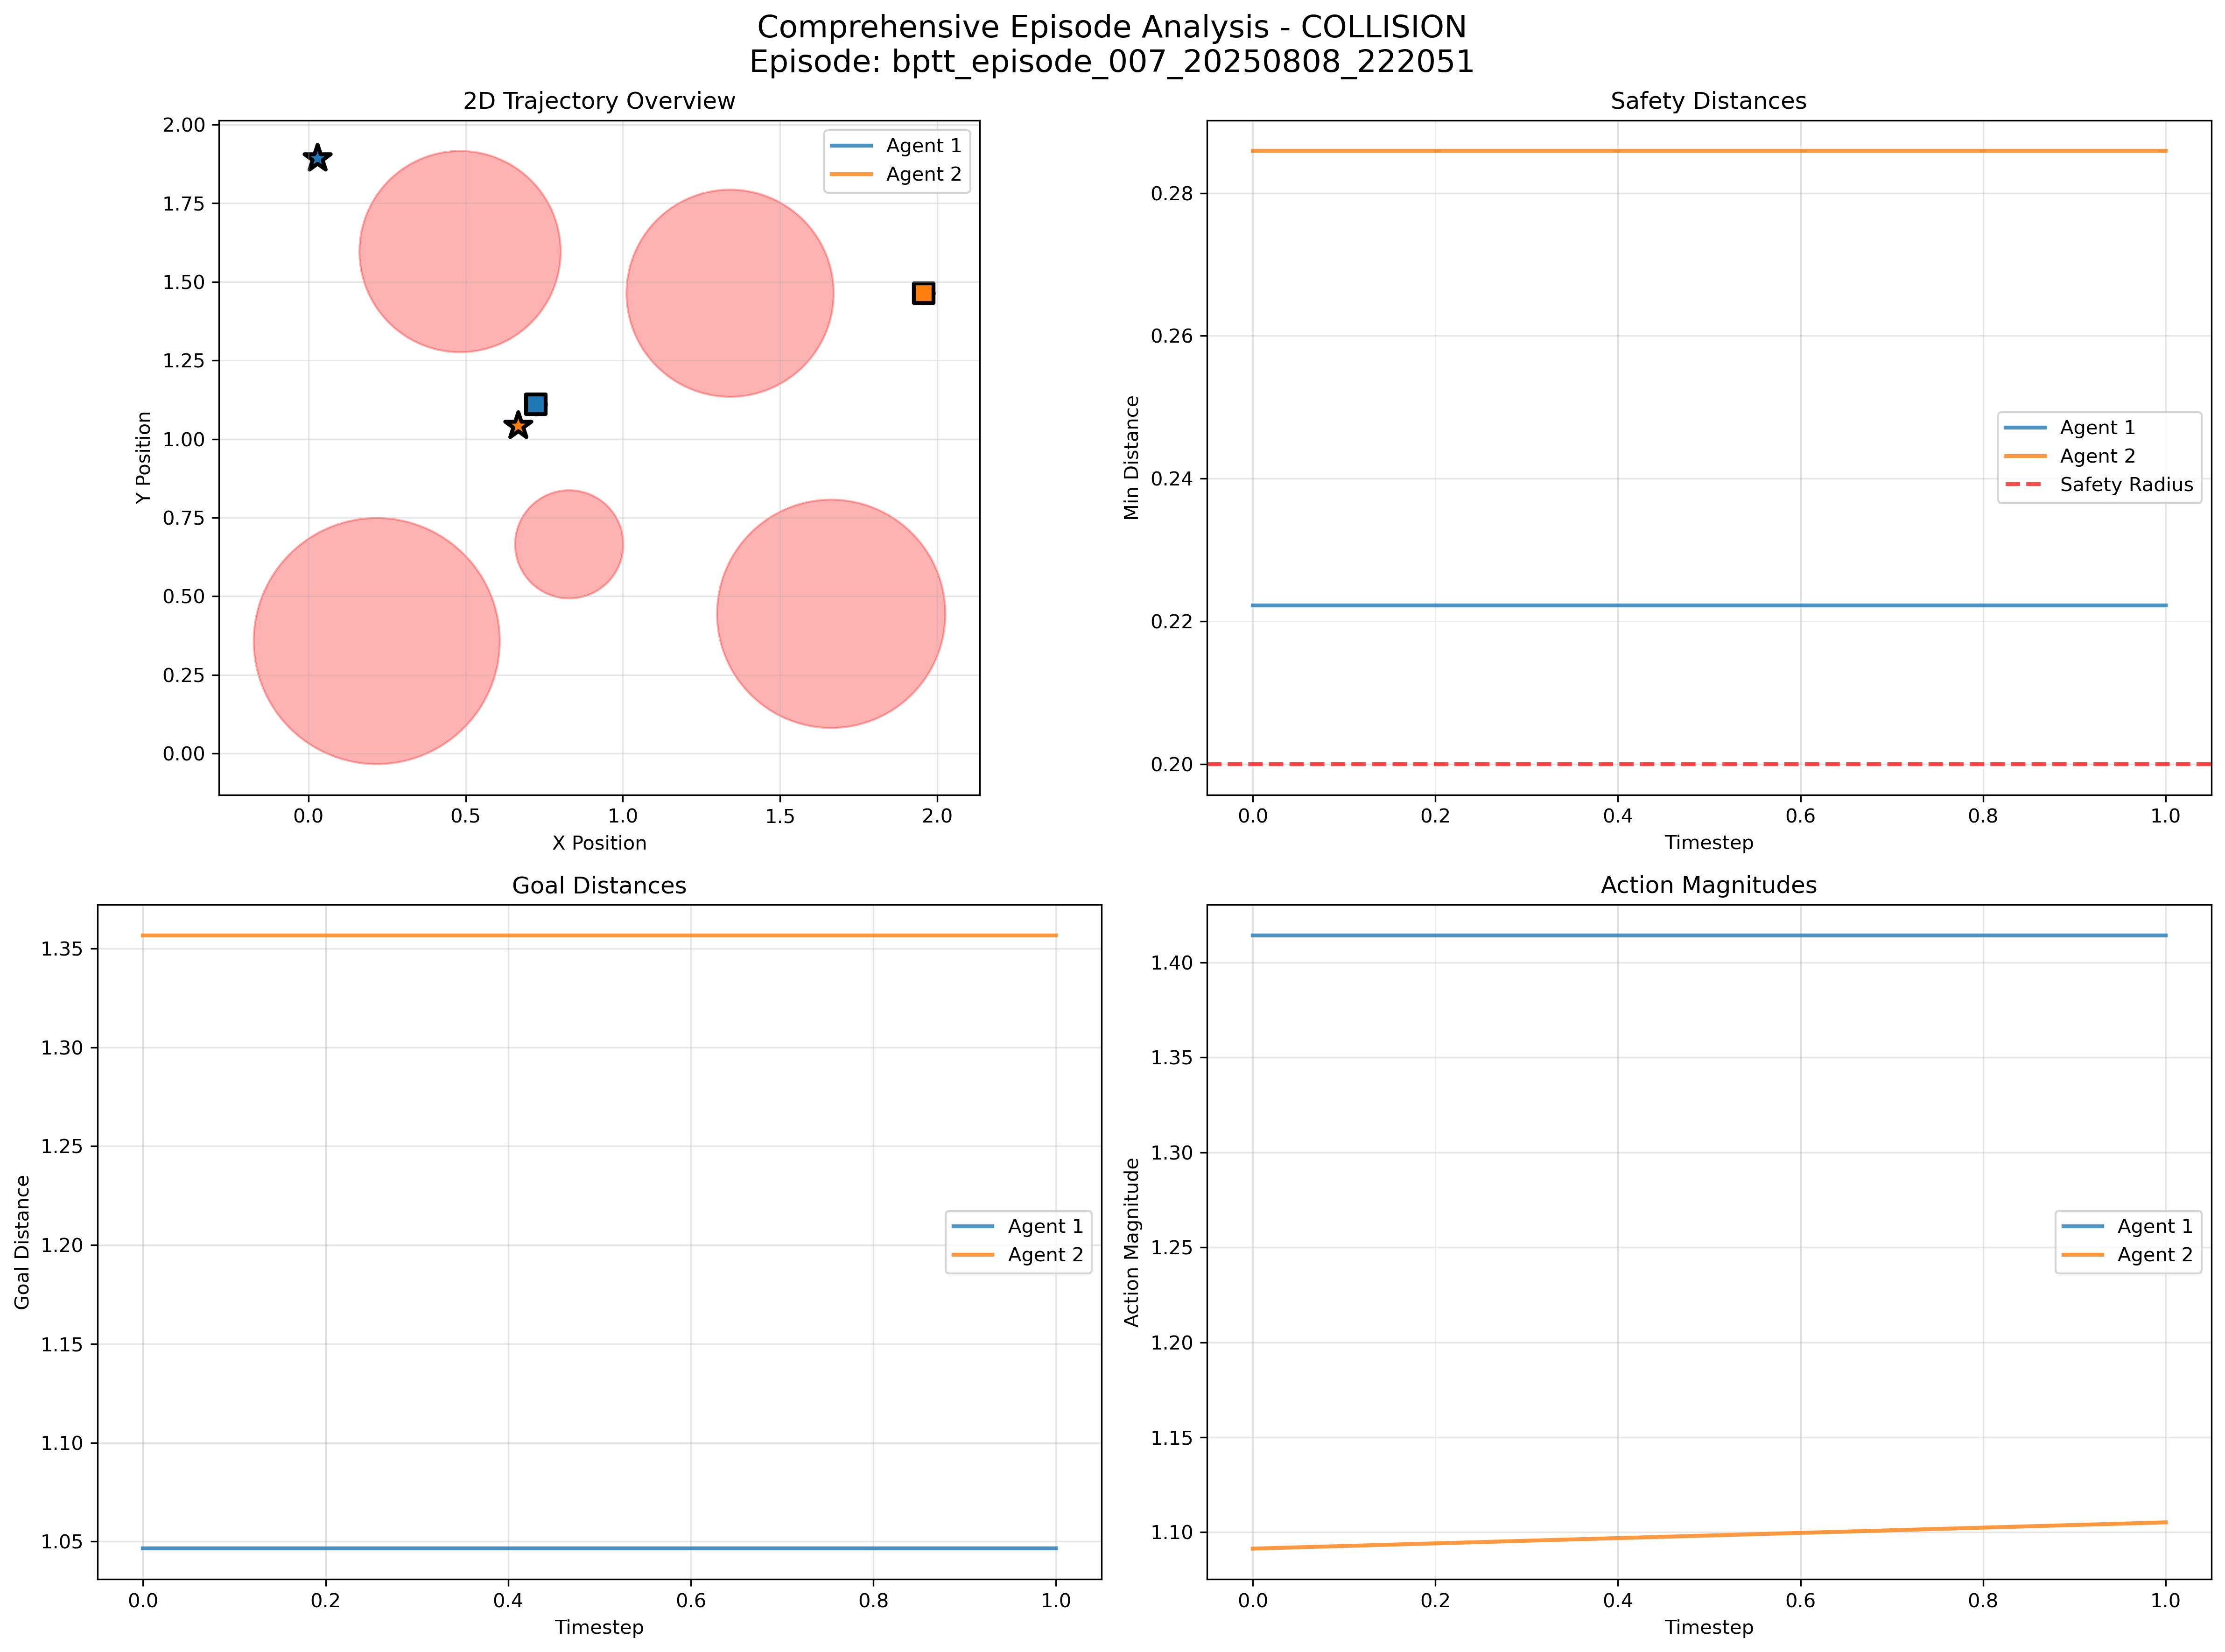 Comprehensive Episode Analysis - COLLISION
Episode: bptt_episode_007_20250808_222051
2D Trajectory Overview
2.00
1.75
1.50
1.25
1.00
0.75
0.50
0.25
0.00
Y Position
Agent 1
Agent 2
0.0
0.5
1.0
1.5
2.0
X Position
Safety Distances
0.28
0.26
0.24
0.22
0.20
Min Distance
Agent 1
Agent 2
Safety Radius
0.0
0.2
0.4
0.6
0.8
1.0
Timestep
Goal Distances
1.35
1.30
1.25
1.20
1.15
1.10
1.05
Goal Distance
Agent 1
Agent 2
0.0
0.2
0.4
0.6
0.8
1.0
Timestep
Action Magnitudes
1.40
1.35
1.30
1.25
1.20
1.15
1.10
Action Magnitude
Agent 1
Agent 2
0.0
0.2
0.4
0.6
0.8
1.0
Timestep